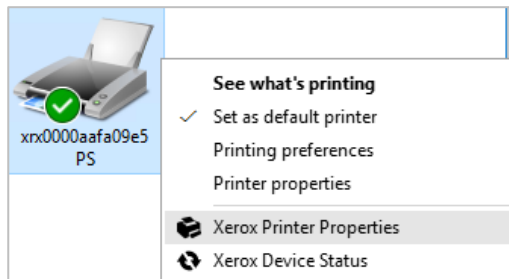 xrx0000aafa09e5
PS
See what's printing
Set as default printer
Printing preferences
Printer properties
Xerox Printer Properties
Xerox Device Status